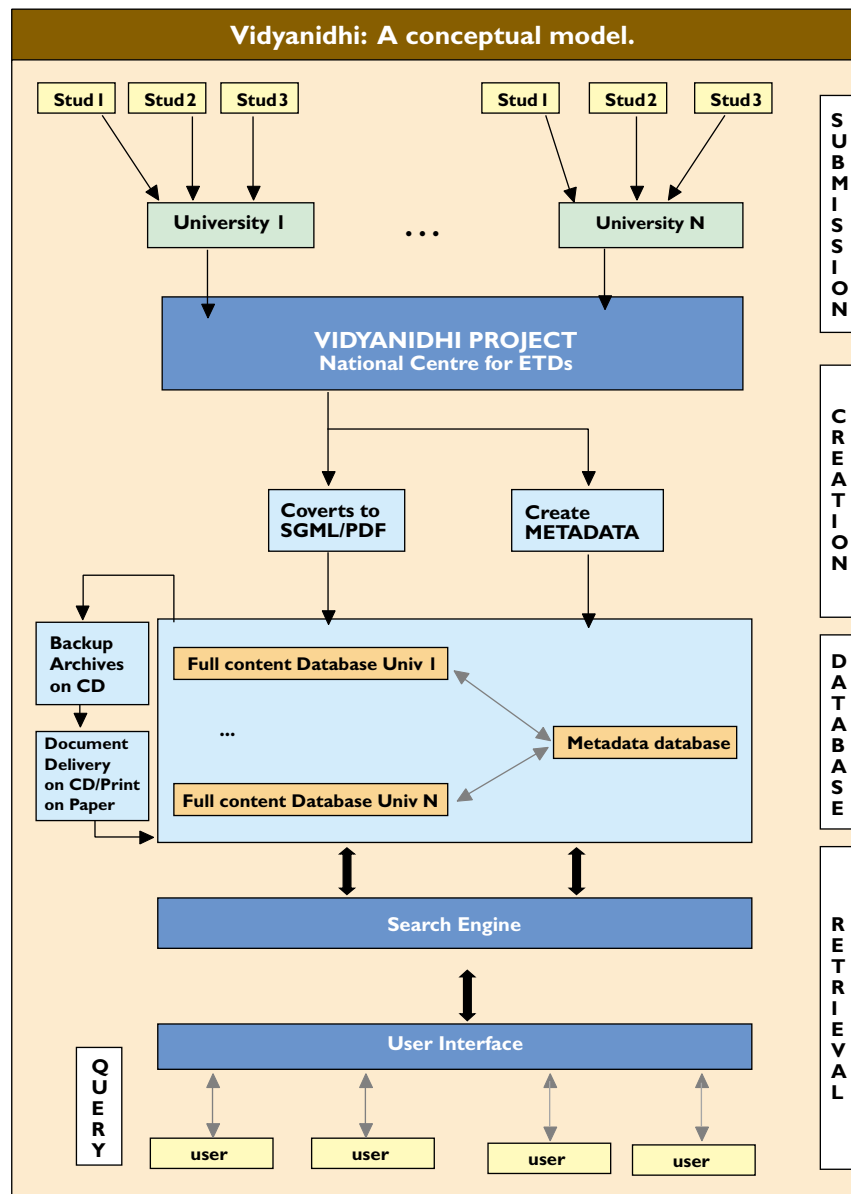 Vidyanidhi: A conceptual model.
Stud 1
Stud 2
Stud 3
Stud 1
Stud 2
Stud 3
SUBMISSION
University 1
...
University N
VIDYANIDHI PROJECT
National Centre for ETDs
CREATION
Coverts to
SGML/PDF
Create
METADATA
Backup
Archives
on CD
Document
Delivery
on CD/Print
on Paper
Full content Database Univ 1
...
Metadata database
Full content Database Univ N
DATABASE
Search Engine
User Interface
RETRIEVAL
QUERY
user
user
user
user